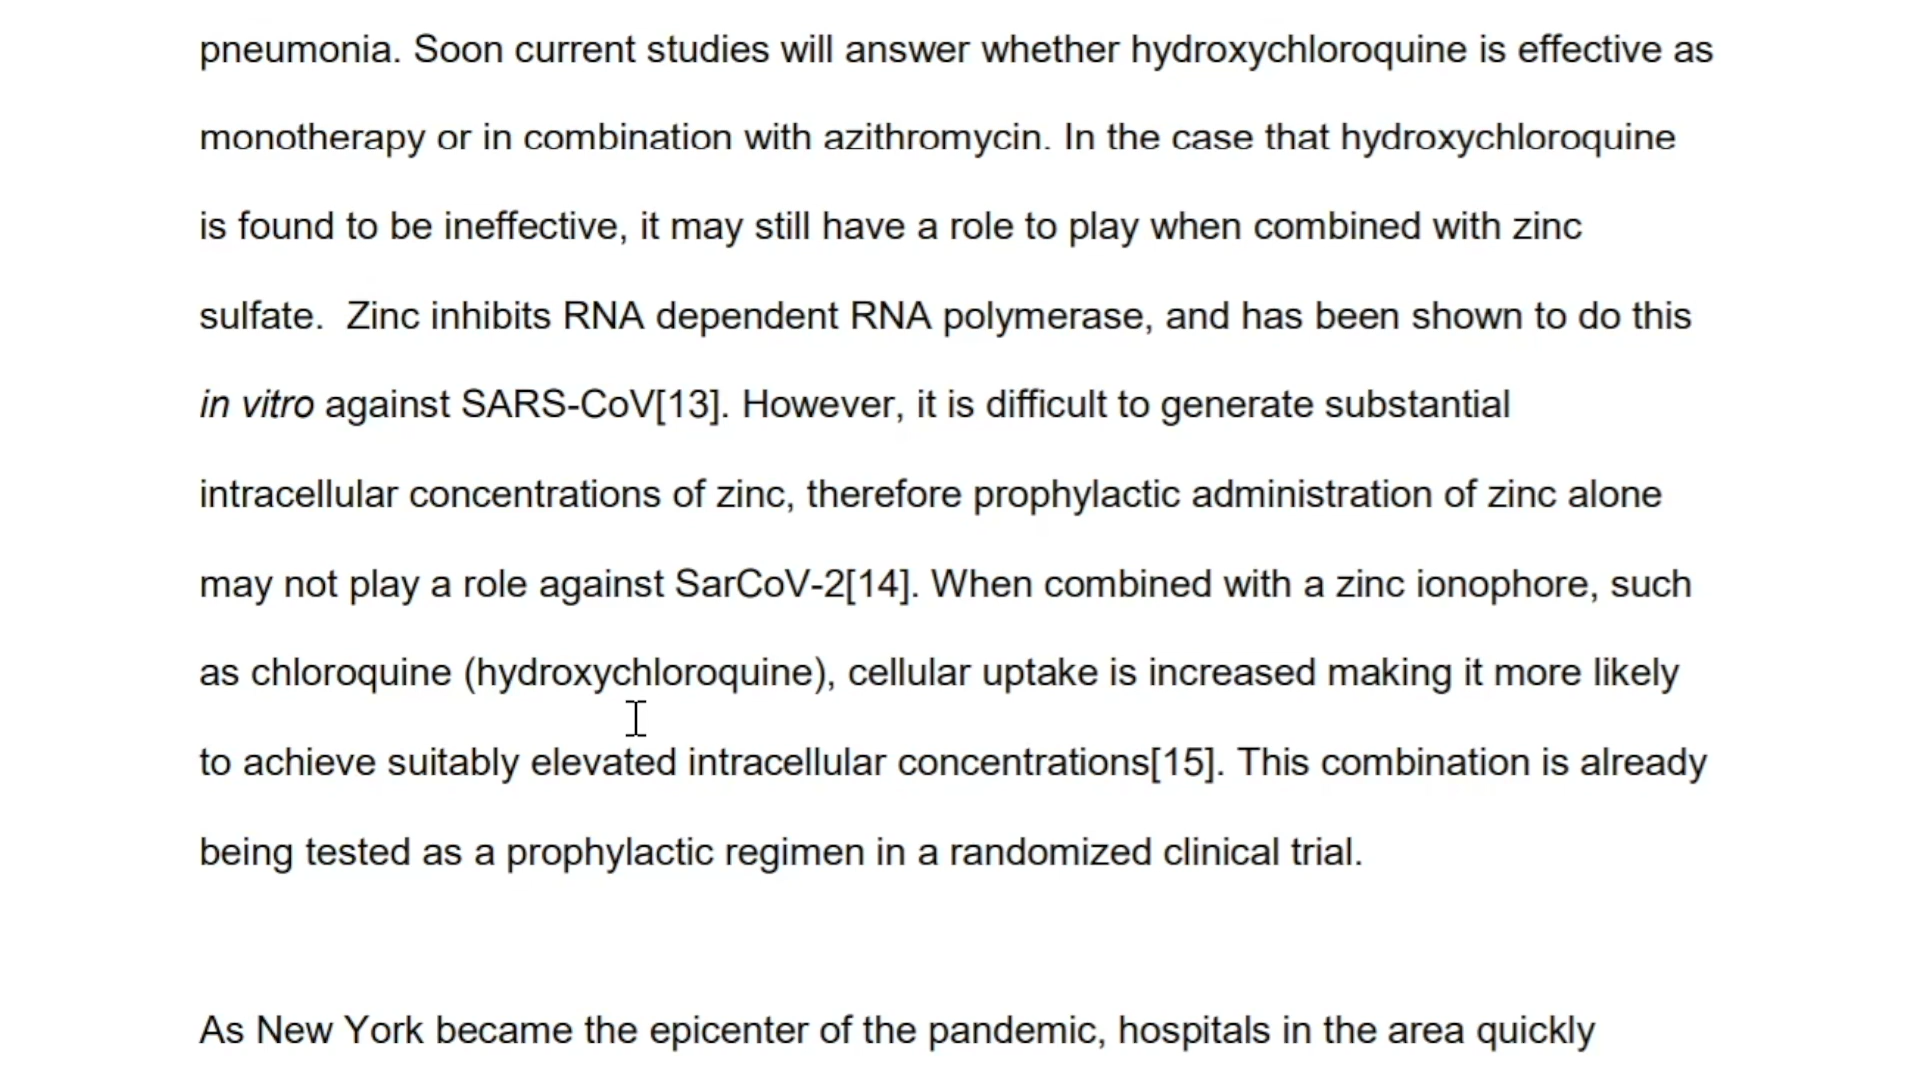 pneumonia. Soon current studies will answer whether hydroxychloroquine is effective as
monotherapy or in combination with azithromycin. In the case that hydroxychloroquine
is found to be ineffective, it may still have a role to play when combined with zinc
sulfate.  Zinc inhibits RNA dependent RNA polymerase, and has been shown to do this
in vitro against SARS-CoV[13]. However, it is difficult to generate substantial
intracellular concentrations of zinc, therefore prophylactic administration of zinc alone
may not play a role against SarCoV-2[14]. When combined with a zinc ionophore, such
as chloroquine (hydroxychloroquine), cellular uptake is increased making it more likely
to achieve suitably elevated intracellular concentrations[15]. This combination is already
being tested as a prophylactic regimen in a randomized clinical trial.
As New York became the epicenter of the pandemic, hospitals in the area quickly